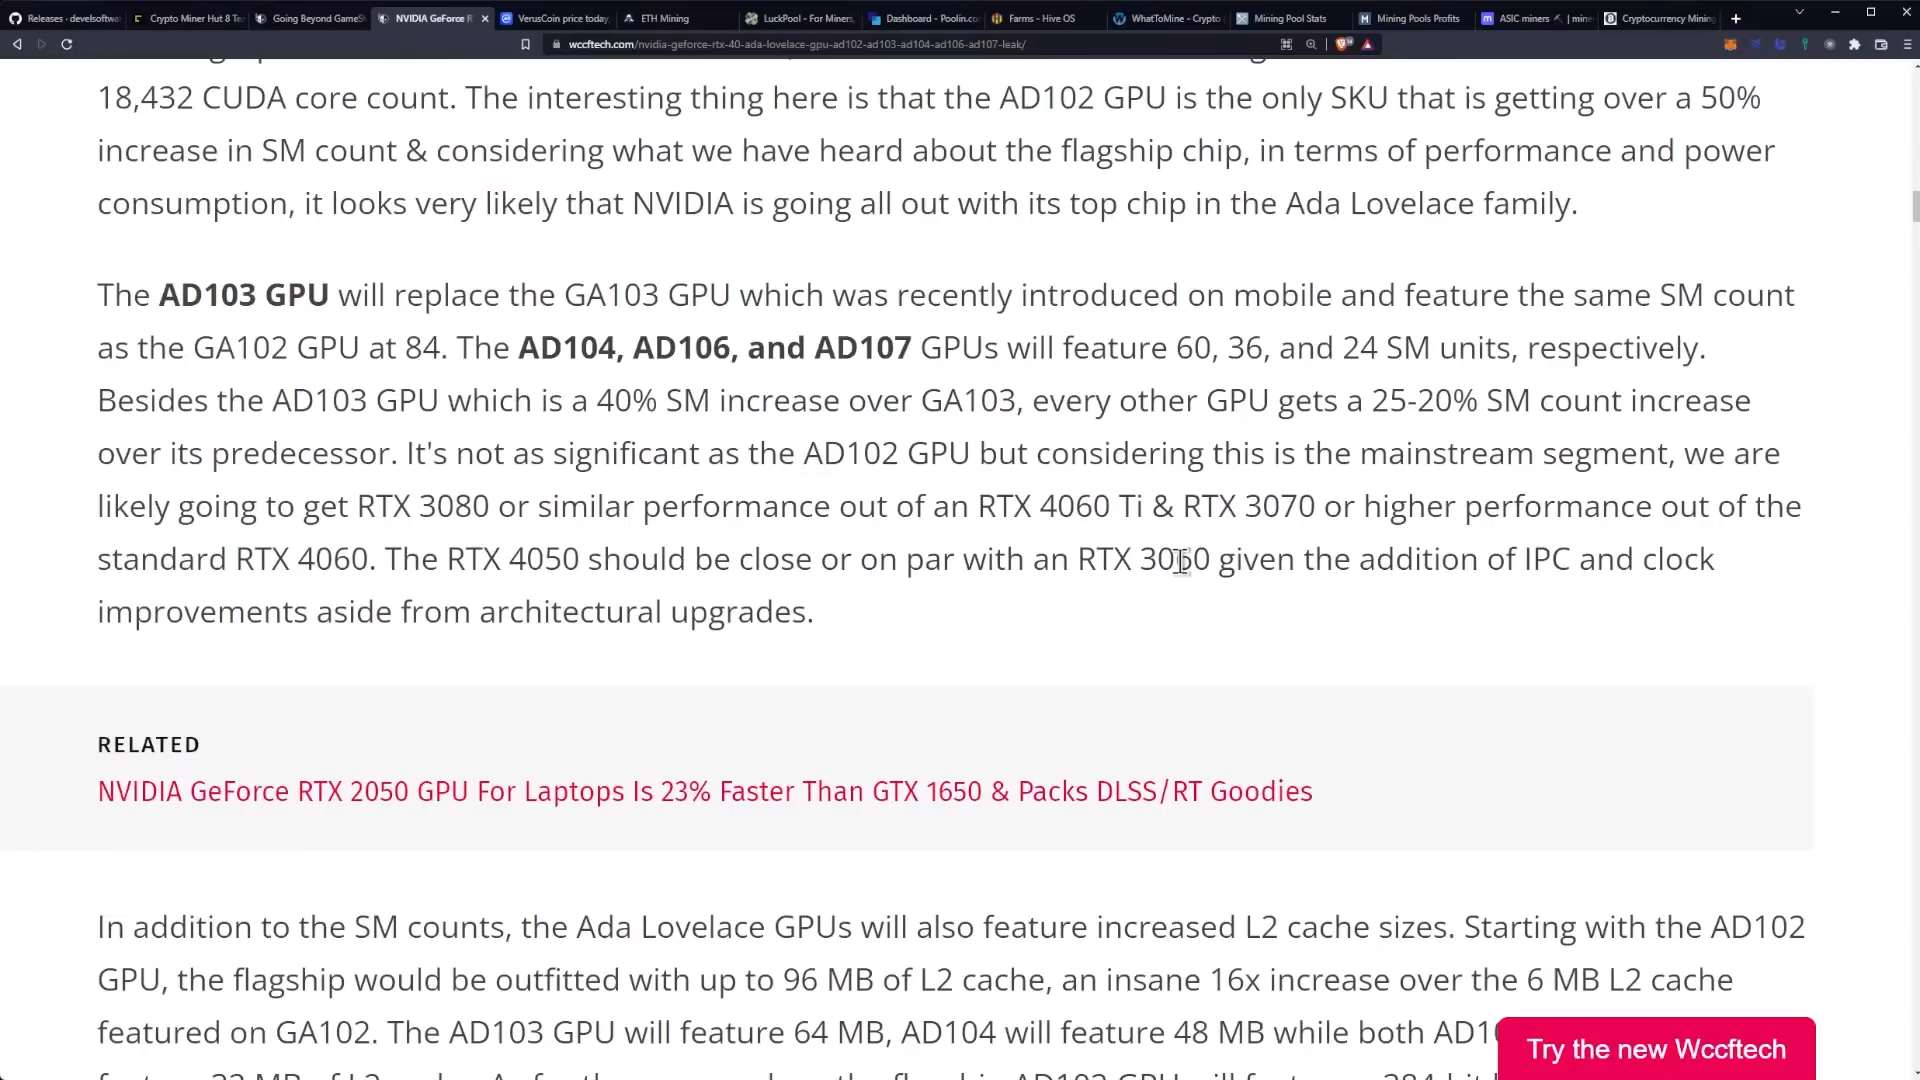 Releases · develsoftwa
Crypto Miner Hut 8 Te
Going Beyond GameS
NVIDIA GeForce R
VerusCoin price today
ETH Mining
LuckPool - For Miners,
Dashboard - Poolin.co
Farms - Hive OS
WhatToMine - Crypto
Mining Pool Stats
Mining Pools Profits
ASIC miners ⛏ | mine
Cryptocurrency Mining
wccftech.com/nvidia-geforce-rtx-40-ada-lovelace-gpu-ad102-ad103-ad104-ad106-ad107-leak/
18,432 CUDA core count. The interesting thing here is that the AD102 GPU is the only SKU that is getting over a 50%
increase in SM count & considering what we have heard about the flagship chip, in terms of performance and power
consumption, it looks very likely that NVIDIA is going all out with its top chip in the Ada Lovelace family.
The AD103 GPU will replace the GA103 GPU which was recently introduced on mobile and feature the same SM count
as the GA102 GPU at 84. The AD104, AD106, and AD107 GPUs will feature 60, 36, and 24 SM units, respectively.
Besides the AD103 GPU which is a 40% SM increase over GA103, every other GPU gets a 25-20% SM count increase
over its predecessor. It's not as significant as the AD102 GPU but considering this is the mainstream segment, we are
likely going to get RTX 3080 or similar performance out of an RTX 4060 Ti & RTX 3070 or higher performance out of the
standard RTX 4060. The RTX 4050 should be close or on par with an RTX 3060 given the addition of IPC and clock
improvements aside from architectural upgrades.
RELATED
NVIDIA GeForce RTX 2050 GPU For Laptops Is 23% Faster Than GTX 1650 & Packs DLSS/RT Goodies
In addition to the SM counts, the Ada Lovelace GPUs will also feature increased L2 cache sizes. Starting with the AD102
GPU, the flagship would be outfitted with up to 96 MB of L2 cache, an insane 16x increase over the 6 MB L2 cache
featured on GA102. The AD103 GPU will feature 64 MB, AD104 will feature 48 MB while both AD10
Try the new Wccftech